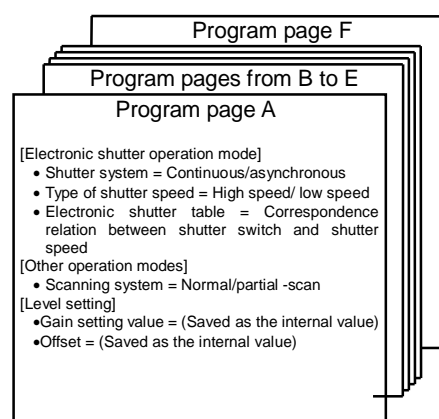 Program page F
Program pages from B to E
Program page A
[Electronic shutter operation mode]
• Shutter system = Continuous/asynchronous
• Type of shutter speed = High speed/ low speed
• Electronic shutter table = Correspondence
relation between shutter switch and shutter
speed
[Other operation modes]
• Scanning system = Normal/partial -scan
[Level setting]
•Gain setting value = (Saved as the internal value)
•Offset = (Saved as the internal value)